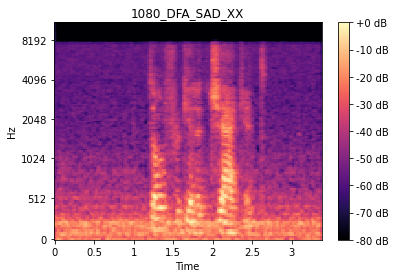 1080_DFA_SAD_XX
+0 dB
8192
-10 dB
4096
-20 dB
-30 dB
2048
Hz
-40 dB
1024
-50 dB
512
-60 dB
-70 dB
0
-80 dB
0 0.5 1 1.5 2 2.5 3
Time